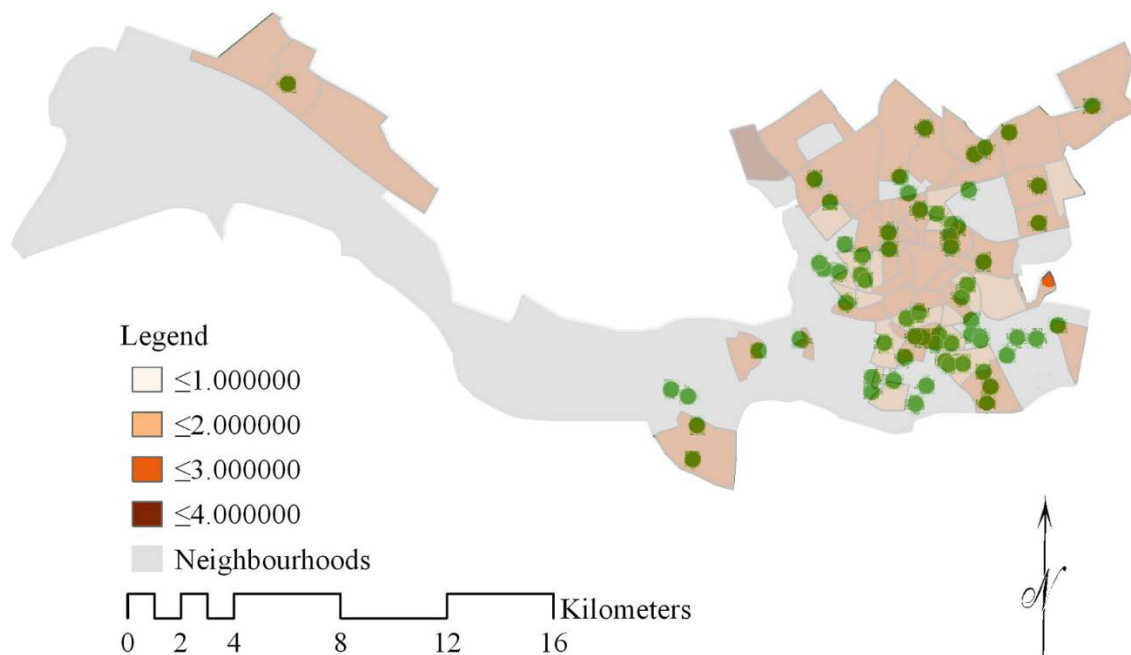 Legend
≤1.000000
≤2.000000
≤3.000000
≤4.000000
Neighbourhoods
Kilometers
0 2 4 8 12 16
N